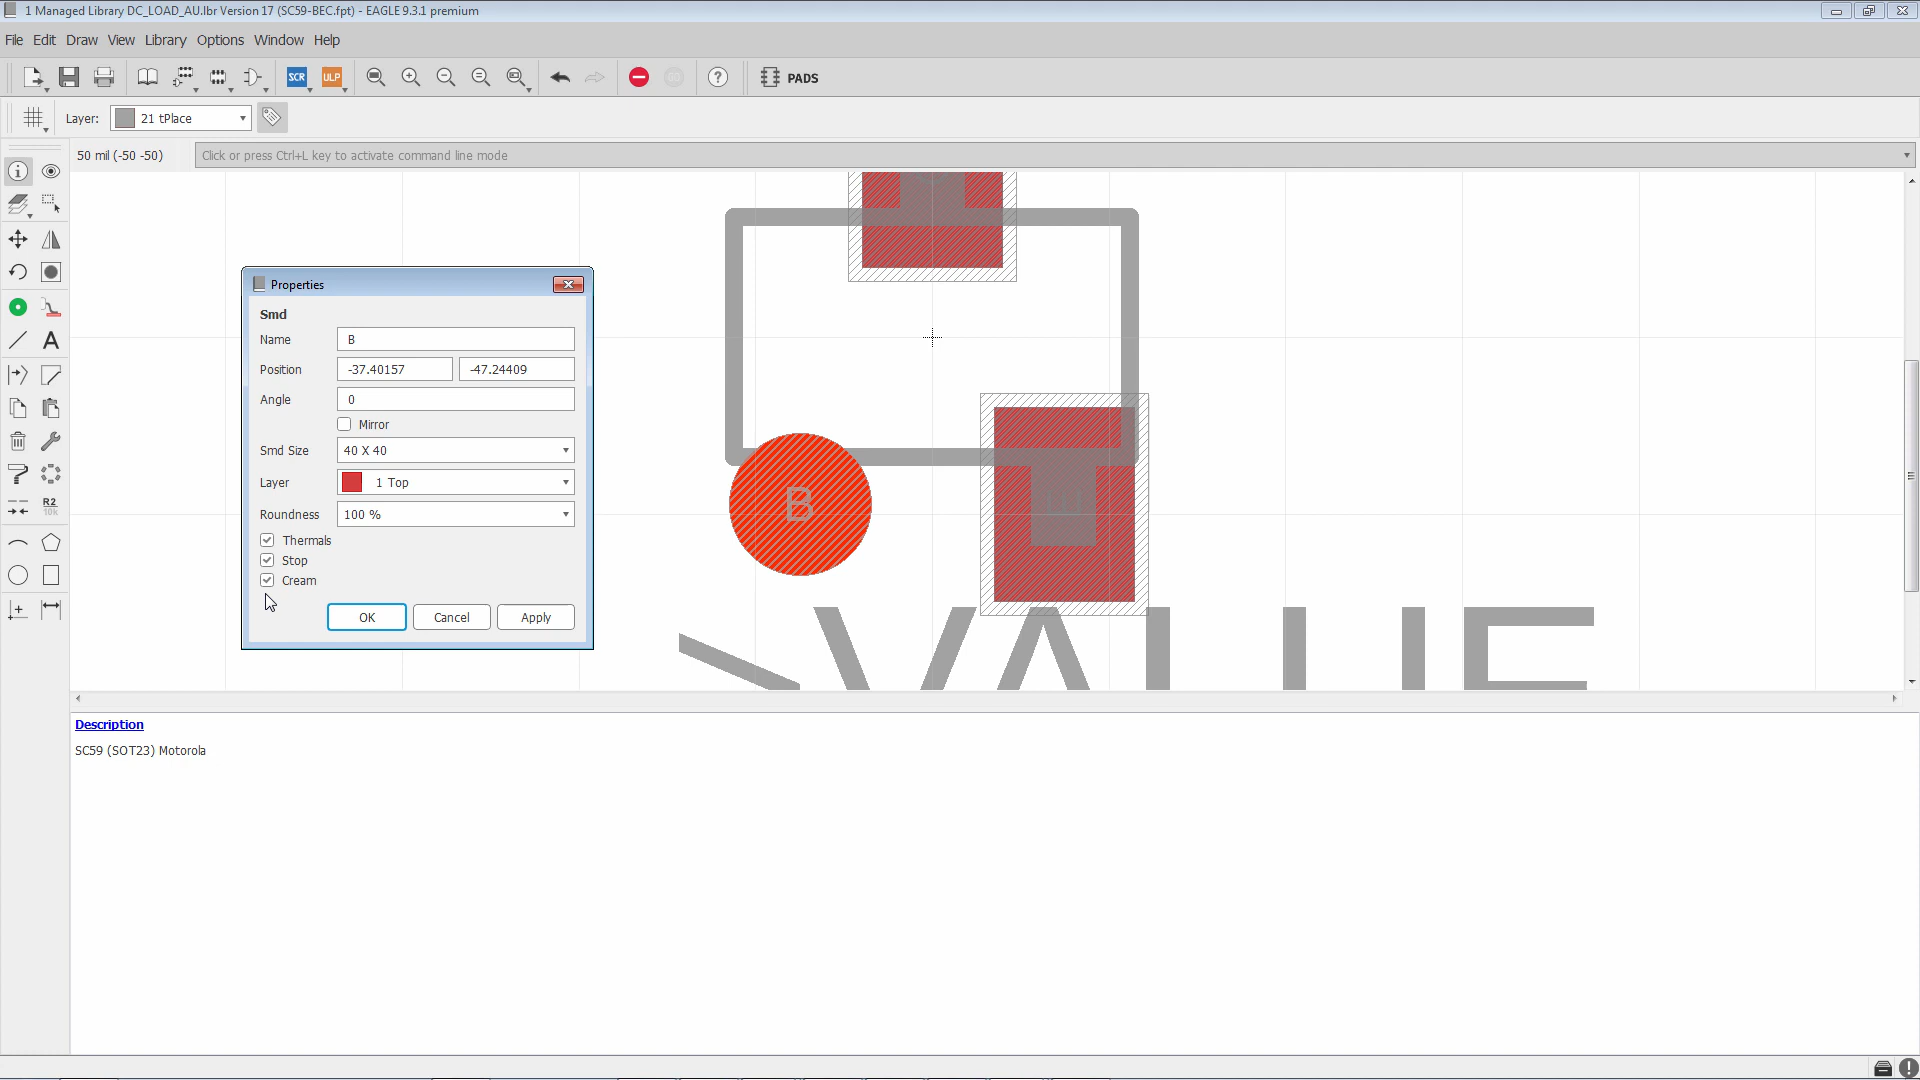 1 Managed Library DC_LOAD_AU.lbr Version 17 (SC59-BEC.fpt) - EAGLE 9.3.1 premium
File Edit Draw View Library Options Window Help
SCR ULP PADS
Layer: 21 tPlace
50 mil (-50 -50) Click or press Ctrl+L key to activate command line mode
Properties
Smd
Name B
Position -37.40157 -47.24409
Angle 0
Mirror
Smd Size 40 X 40
Layer 1 Top
Roundness 100 %
Thermals
Stop
Cream
OK Cancel Apply
R2
10k
B
E
>VALUE
Description
SC59 (SOT23) Motorola